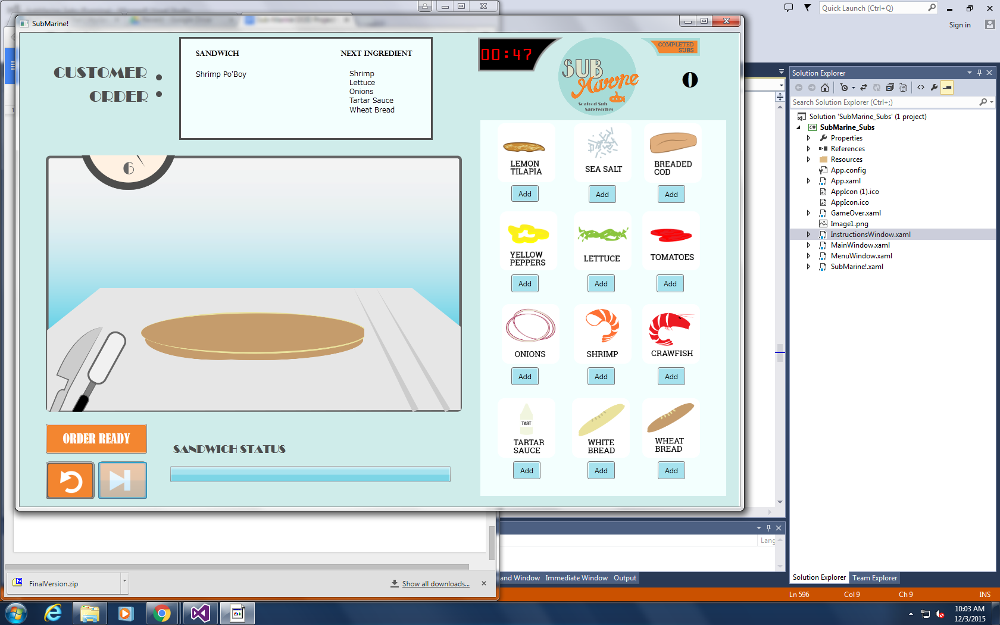 SubMarine!
CUSTOMER
ORDER
SANDWICH
NEXT INGREDIENT
Shrimp Po'Boy
Shrimp
Lettuce
Onions
Tartar Sauce
Wheat Bread
00:47
SUB
Marine
Seafood Sub
Sandwiches
COMPLETED
SUBS
0
6
LEMON
TILAPIA
SEA SALT
BREADED
COD
Add
Add
Add
YELLOW
PEPPERS
LETTUCE
TOMATOES
Add
Add
Add
ONIONS
SHRIMP
CRAWFISH
Add
Add
Add
TART
TARTAR
SAUCE
WHITE
BREAD
WHEAT
BREAD
Add
Add
Add
ORDER READY
SANDWICH STATUS
Quick Launch (Ctrl+Q)
Sign in
Solution Explorer
Search Solution Explorer (Ctrl+;)
Solution 'SubMarine_Subs' (1 project)
C# SubMarine_Subs
Properties
References
Resources
App.config
App.xaml
AppIcon (1).ico
AppIcon.ico
GameOver.xaml
Image1.png
InstructionsWindow.xaml
MainWindow.xaml
MenuWindow.xaml
SubMarine!.xaml
Lang
and Window Immediate Window Output
Solution Explorer Team Explorer
FinalVersion.zip
Show all downloads...
Ln 596 Col 9 Ch 9 INS
10:03 AM
12/3/2015